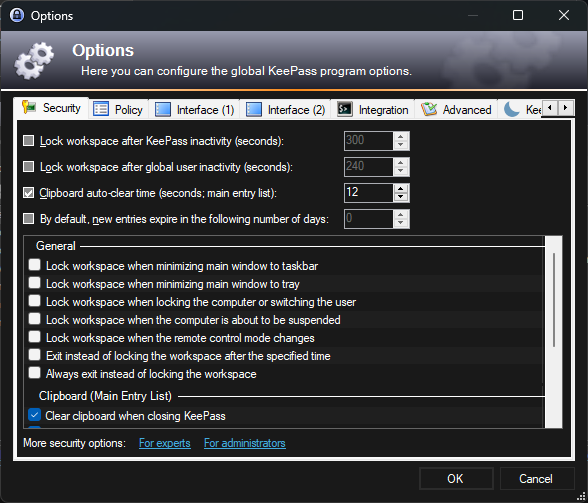 Options
Options
Here you can configure the global KeePass program options.
Security Policy Interface (1) Interface (2) Integration Advanced
Lock workspace after KeePass inactivity (seconds): 300
Lock workspace after global user inactivity (seconds): 240
Clipboard auto-clear time (seconds; main entry list): 12
By default, new entries expire in the following number of days: 0
General
Lock workspace when minimizing main window to taskbar
Lock workspace when minimizing main window to tray
Lock workspace when locking the computer or switching the user
Lock workspace when the computer is about to be suspended
Lock workspace when the remote control mode changes
Exit instead of locking the workspace after the specified time
Always exit instead of locking the workspace
Clipboard (Main Entry List)
Clear clipboard when closing KeePass
More security options: For experts For administrators
OK Cancel